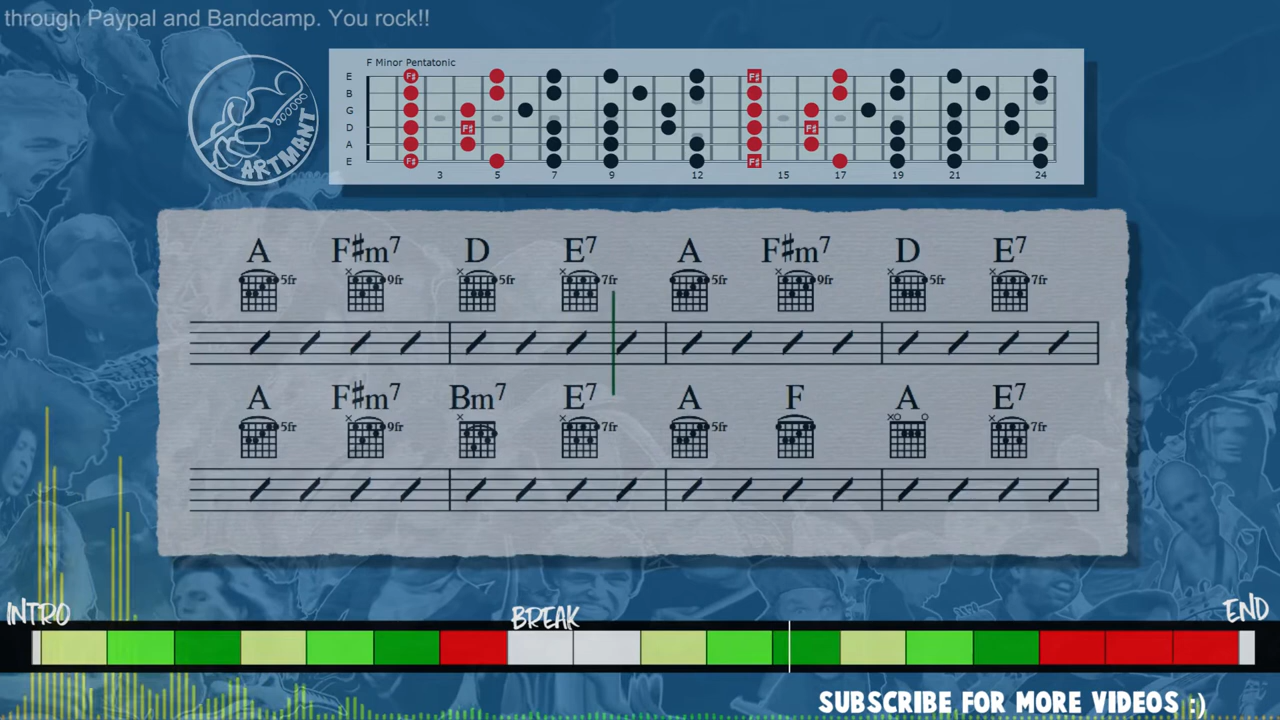 through Paypal and Bandcamp. You rock!!
ARTMANT
F Minor Pentatonic
E F# F#
B
G
D F# F#
A
E F# F#
3 5 7 9 12 15 17 19 21 24
A F♯m7 D E7 A F♯m7 D E7
5fr × 9fr × 5fr × 7fr 5fr × 9fr × 5fr × 7fr
A F♯m7 Bm7 E7 A F A E7
5fr × 9fr × × 7fr 5fr ×○ ○ × 7fr
INTRO BREAK END
SUBSCRIBE FOR MORE VIDEOS :)